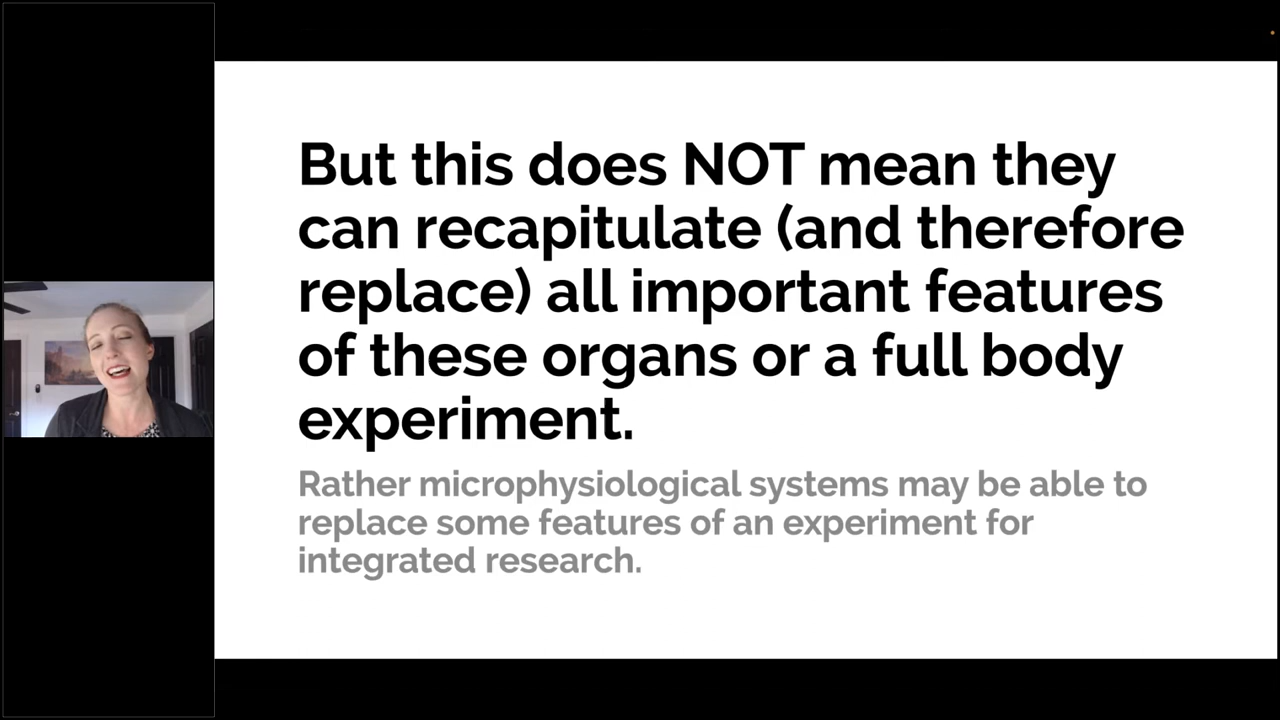 But this does NOT mean they
can recapitulate (and therefore
replace) all important features
of these organs or a full body
experiment.
Rather microphysiological systems may be able to
replace some features of an experiment for
integrated research.